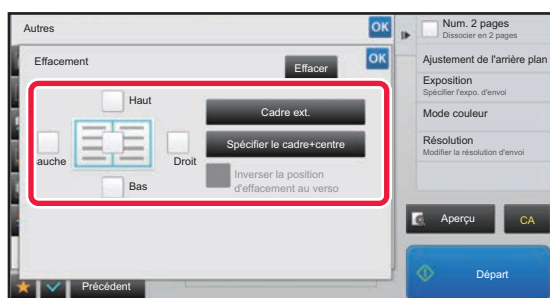 Autres
OK
Effacement
Effacer
OK
Haut
auche
Droit
Bas
Cadre ext.
Spécifier le cadre+centre
Inverser la position
d'effacement au verso
Précédent
Num. 2 pages
Dissocier en 2 pages
Ajustement de l'arrière plan
Exposition
Spécifier l'expo. d'envoi
Mode couleur
Résolution
Modifier la résolution d'envoi
Aperçu
CA
Départ